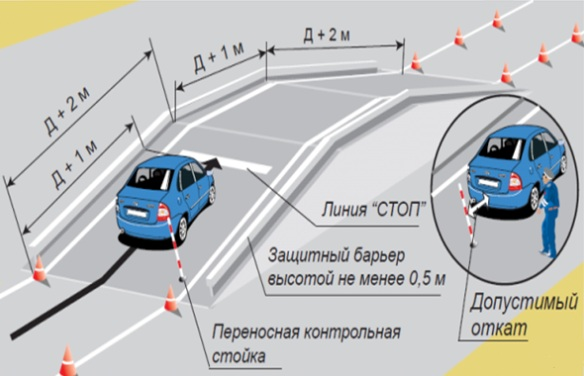 Д + 2 м
Д + 1 м
Д + 2 м
Д + 1 м
Линия “СТОП”
Защитный барьер
высотой не менее 0,5 м
Переносная контрольная
стойка
Допустимый
откат